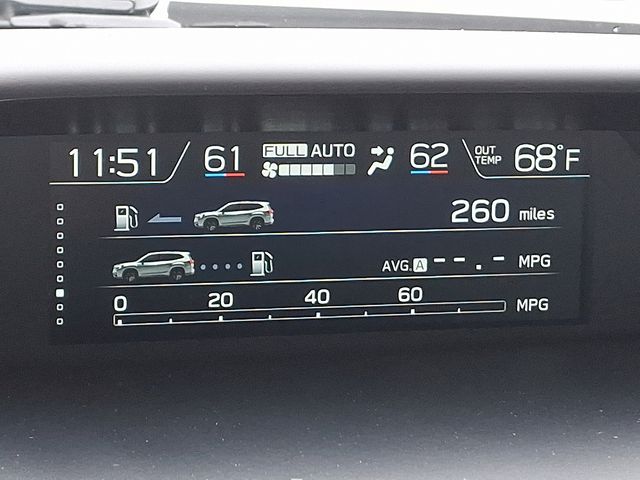 11:51 61 FULL AUTO 62 OUT TEMP 68°F
260 miles
AVG. A --.- MPG
0 20 40 60
MPG